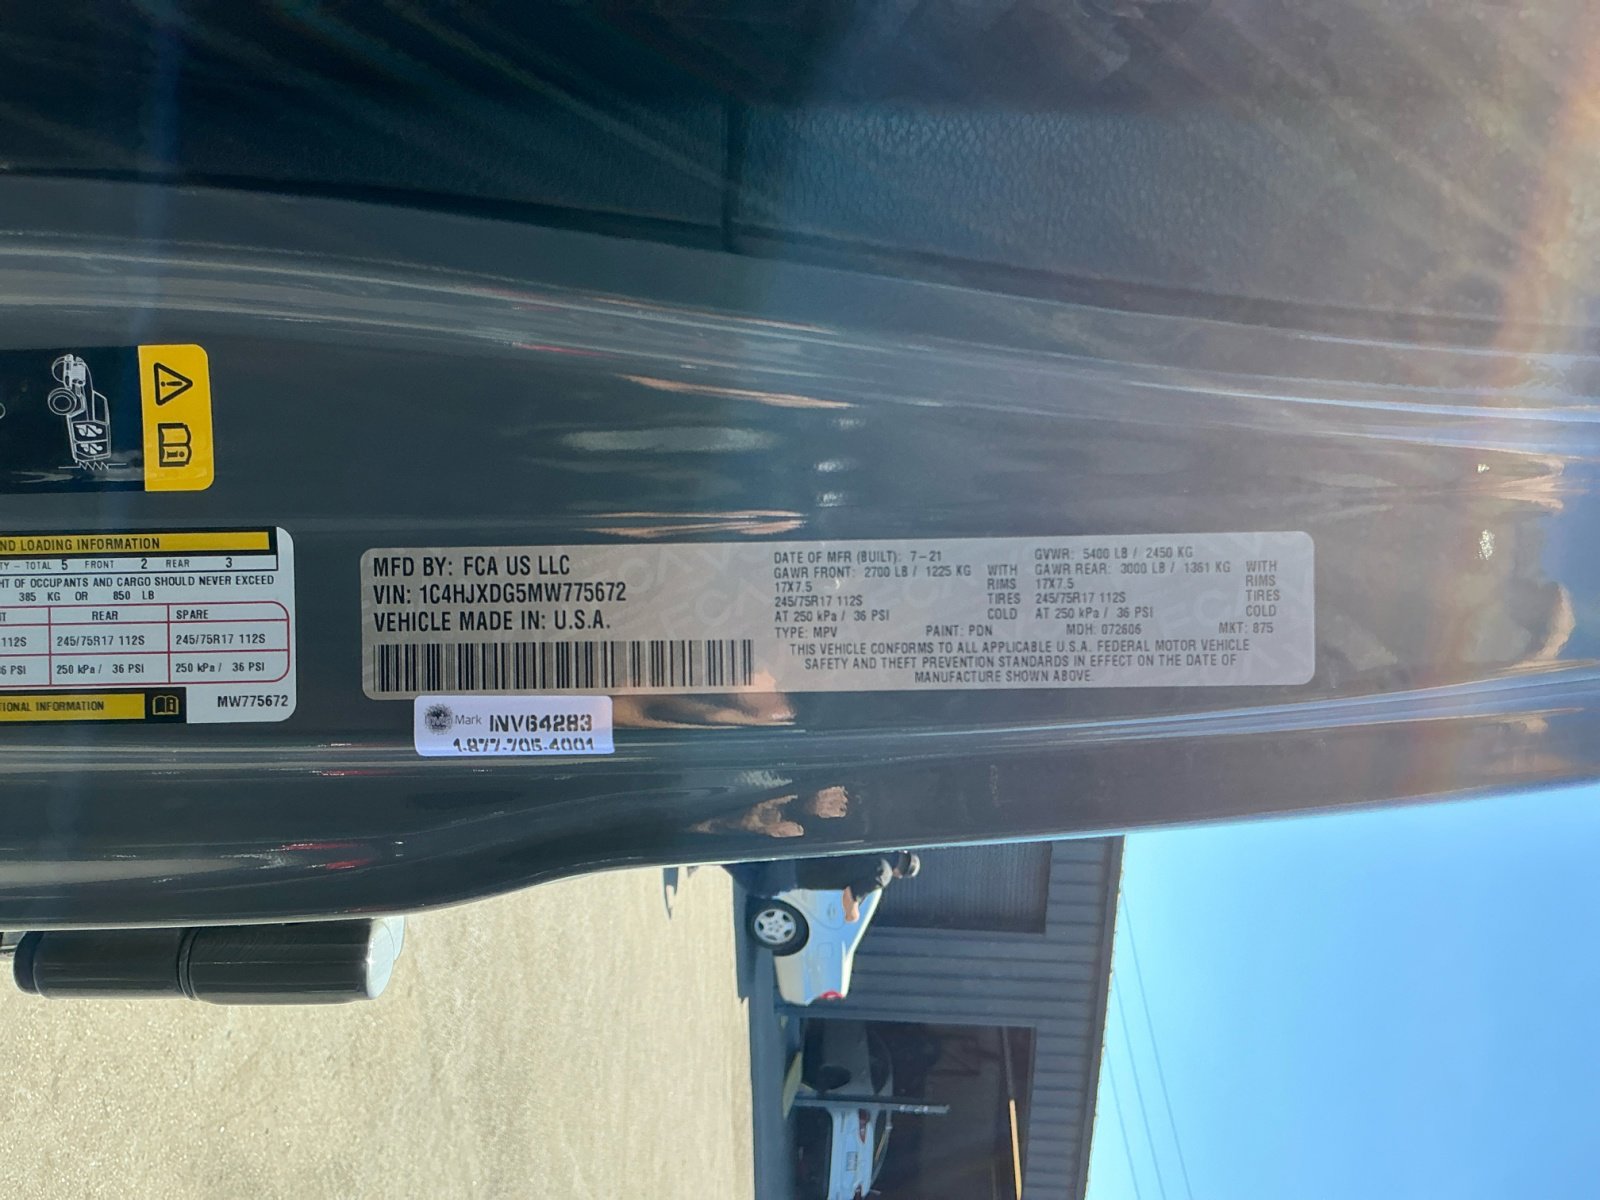 ND LOADING INFORMATION
TY - TOTAL 5 FRONT 2 REAR 3
HT OF OCCUPANTS AND CARGO SHOULD NEVER EXCEED
385 KG OR 850 LB
REAR SPARE
112S 245/75R17 112S 245/75R17 112S
36 PSI 250 kPa / 36 PSI 250 kPa / 36 PSI
TIONAL INFORMATION
MW775672
MFD BY: FCA US LLC
VIN: 1C4HJXDG5MW775672
VEHICLE MADE IN: U.S.A.
DATE OF MFR (BUILT): 7-21 GVWR: 5400 LB / 2450 KG
GAWR FRONT: 2700 LB / 1225 KG WITH GAWR REAR: 3000 LB / 1361 KG WITH
17X7.5 RIMS 17X7.5 RIMS
245/75R17 112S TIRES 245/75R17 112S TIRES
AT 250 kPa / 36 PSI COLD AT 250 kPa / 36 PSI COLD
TYPE: MPV PAINT: PDN MDH: 072606 MXT: 875
THIS VEHICLE CONFORMS TO ALL APPLICABLE U.S.A. FEDERAL MOTOR VEHICLE
SAFETY AND THEFT PREVENTION STANDARDS IN EFFECT ON THE DATE OF
MANUFACTURE SHOWN ABOVE.
Mark INV64283
1-877-705-4001